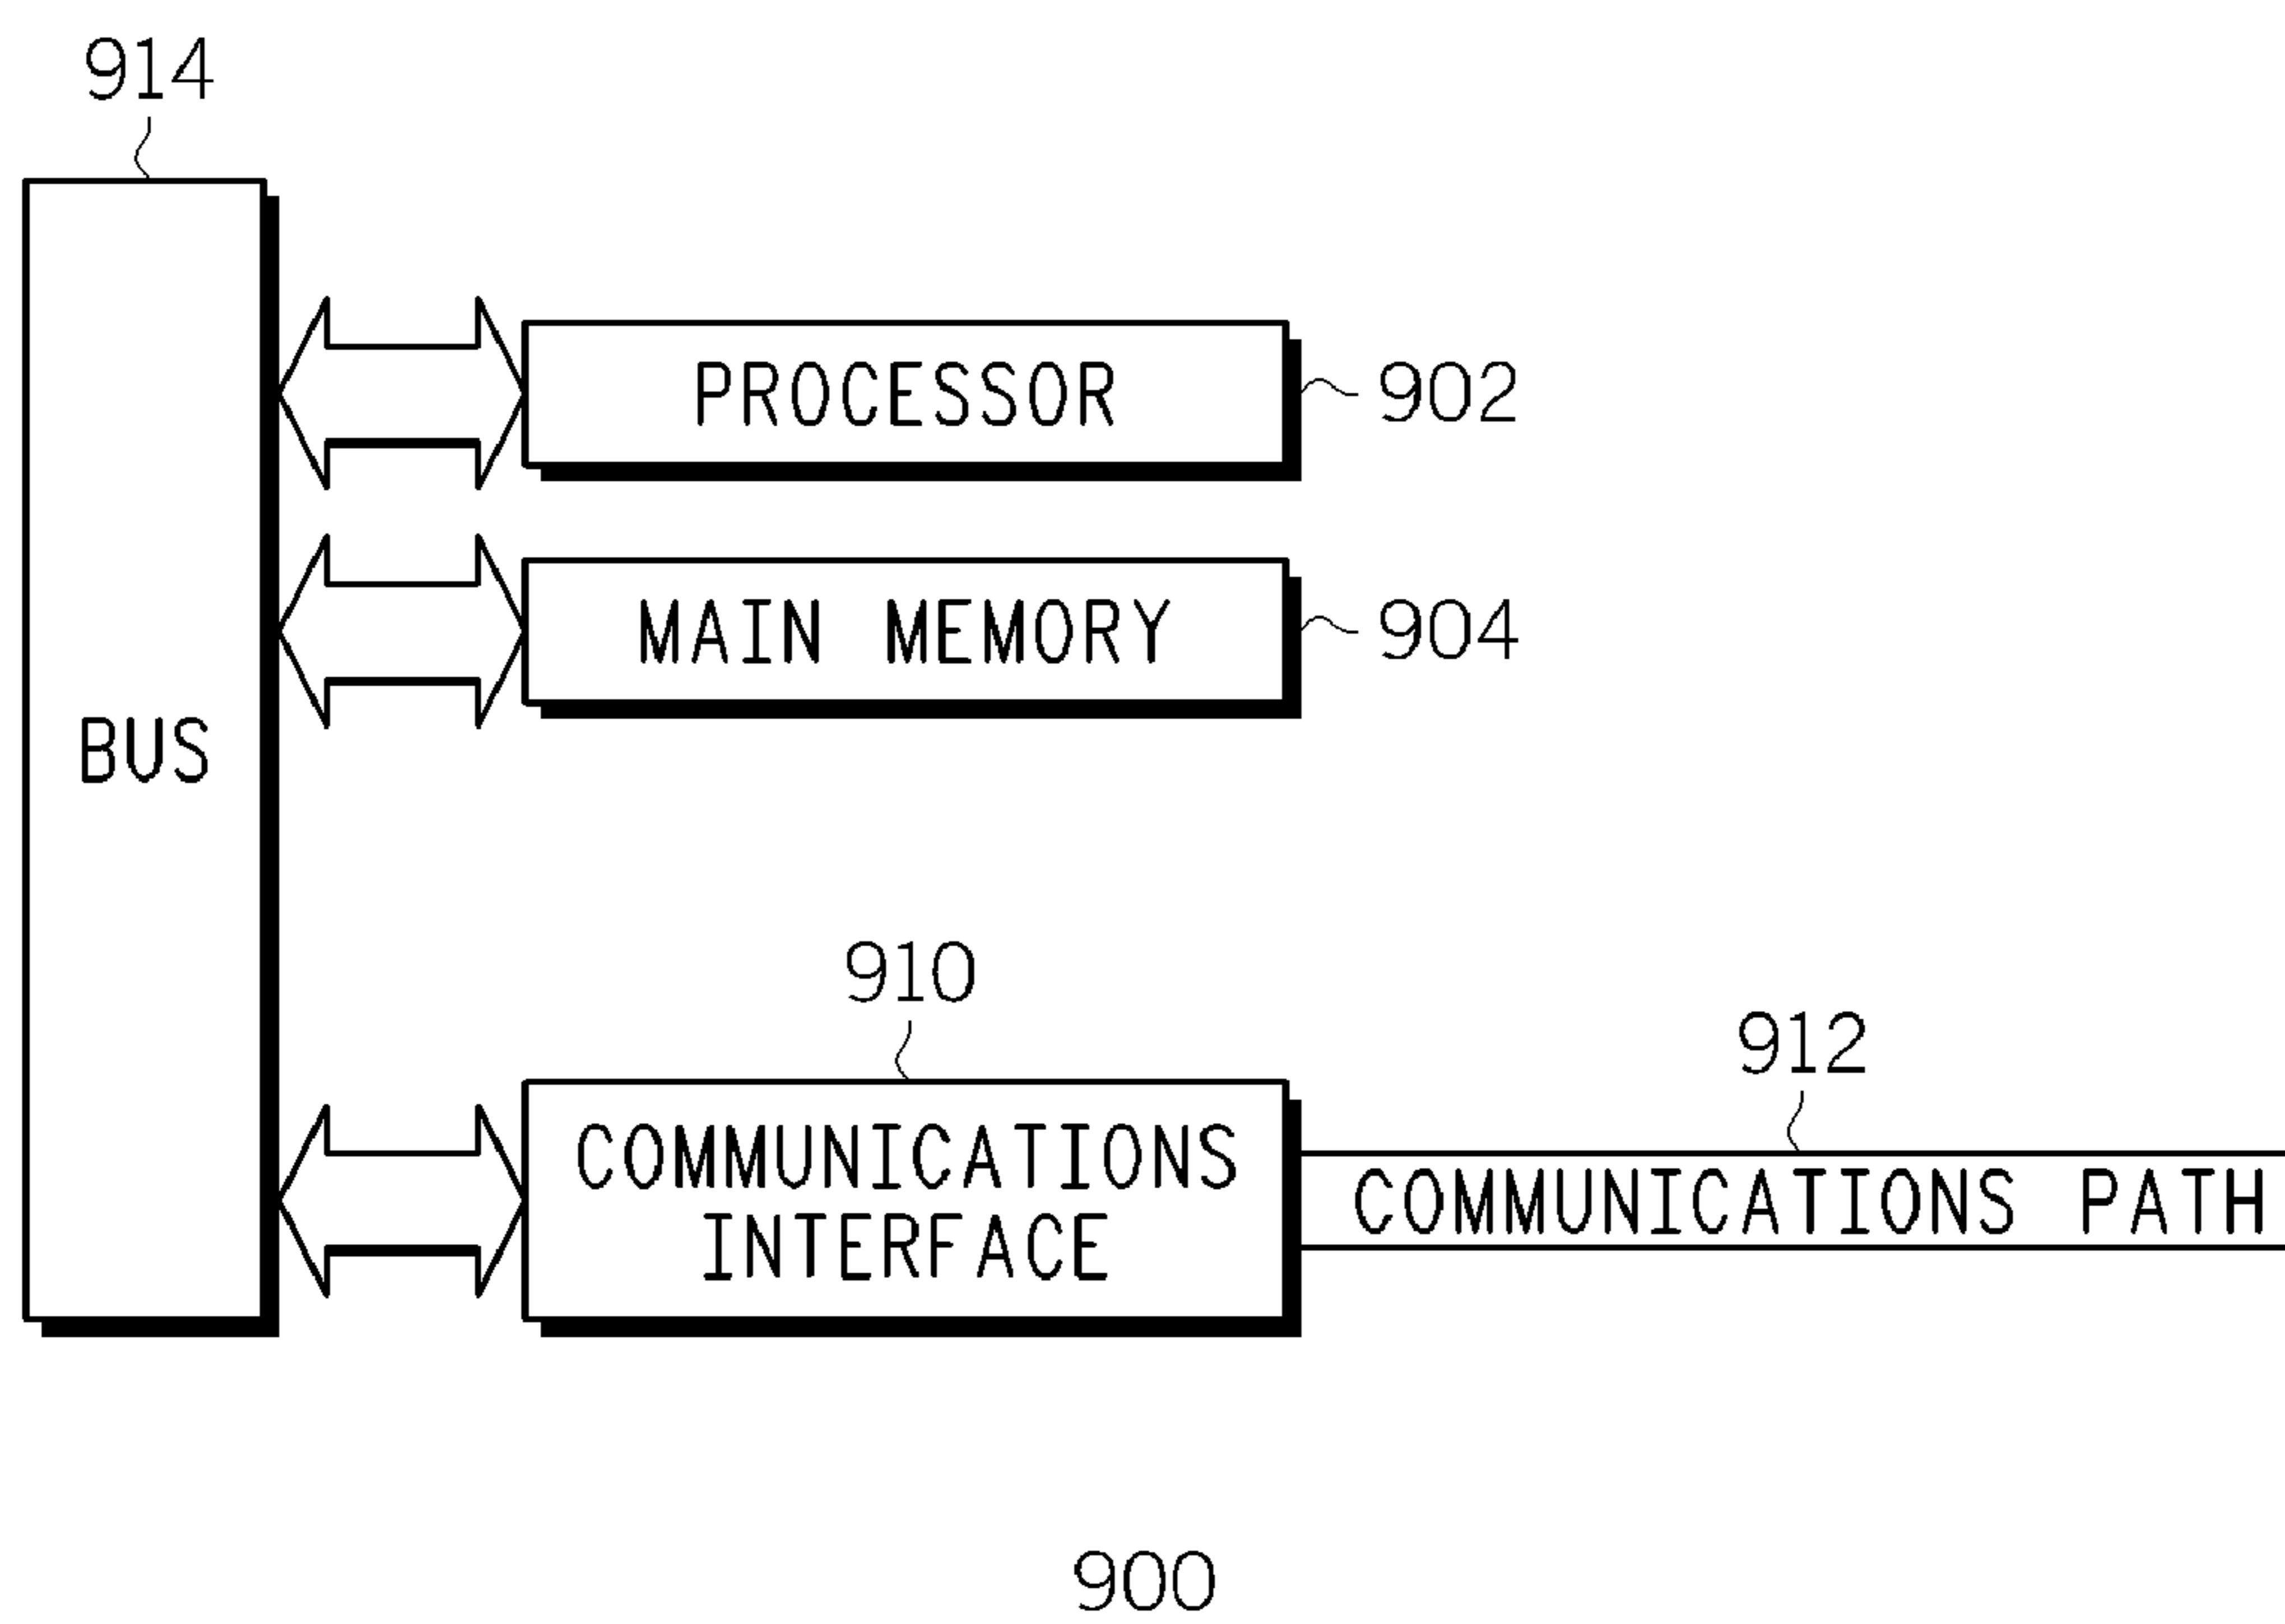 914
PROCESSOR
902
MAIN MEMORY
904
BUS
910
912
COMMUNICATIONS
INTERFACE
COMMUNICATIONS PATH
900